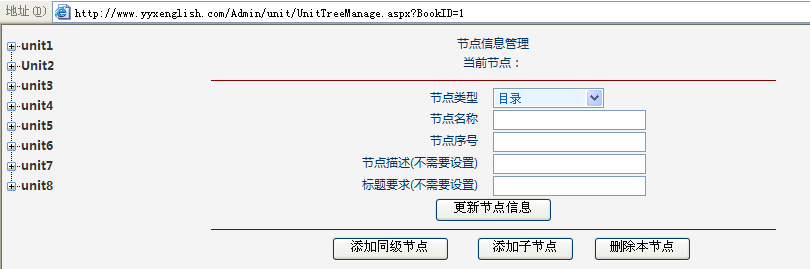 地址(D) http://www.yyxenglish.com/Admin/unit/UnitTreeManage.aspx?BookID=1
unit1
Unit2
unit3
unit4
unit5
unit6
unit7
unit8
节点信息管理
当前节点：
节点类型 目录
节点名称
节点序号
节点描述(不需要设置)
标题要求(不需要设置)
更新节点信息
添加同级节点 添加子节点 删除本节点